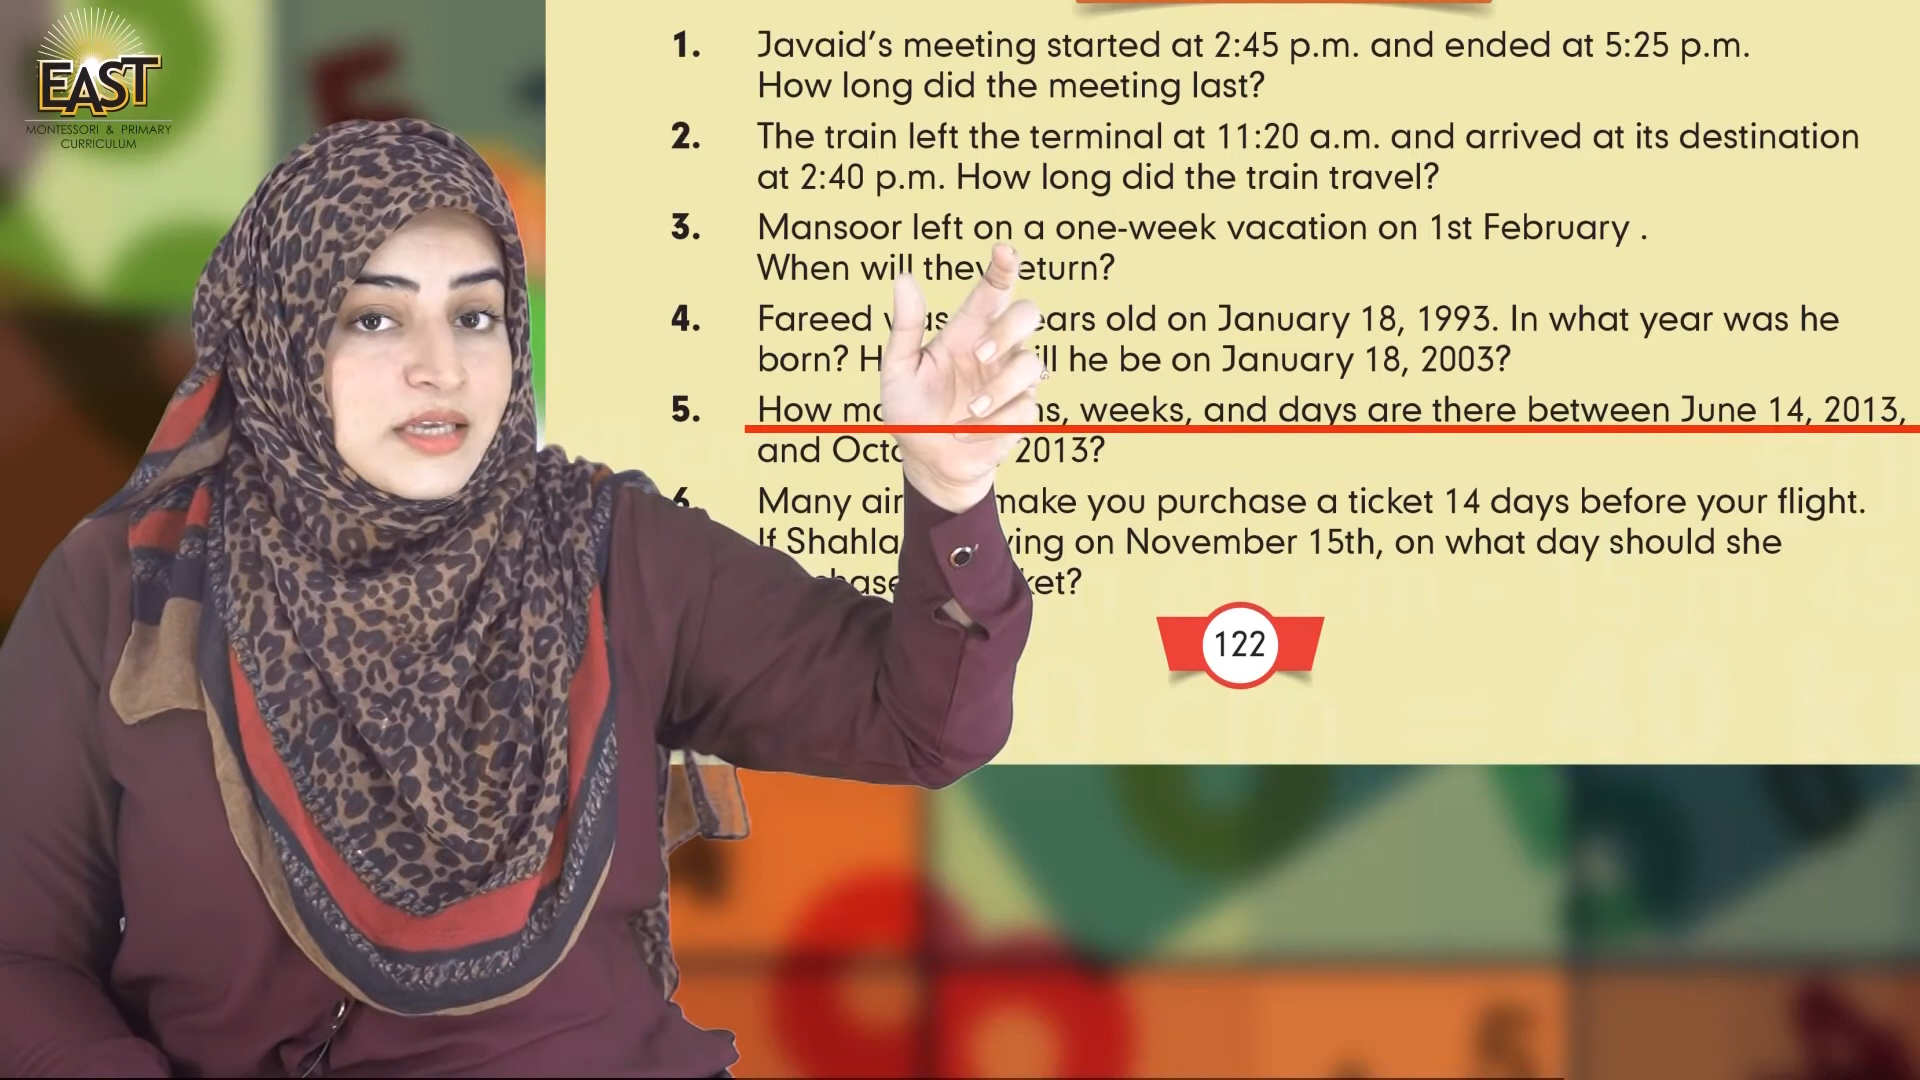 EAST
MONTESSORI & PRIMARY
CURRICULUM
1. Javaid's meeting started at 2:45 p.m. and ended at 5:25 p.m.
How long did the meeting last?
2. The train left the terminal at 11:20 a.m. and arrived at its destination
at 2:40 p.m. How long did the train travel?
3. Mansoor left on a one-week vacation on 1st February .
When will they return?
4. Fareed old on January 18, 1993. In what year was he
born? he be on January 18, 2003?
5. How weeks, and days are there between June 14, 2013,
and 2013?
6. Many make you purchase a ticket 14 days before your flight.
If Shahla on November 15th, on what day should she
122